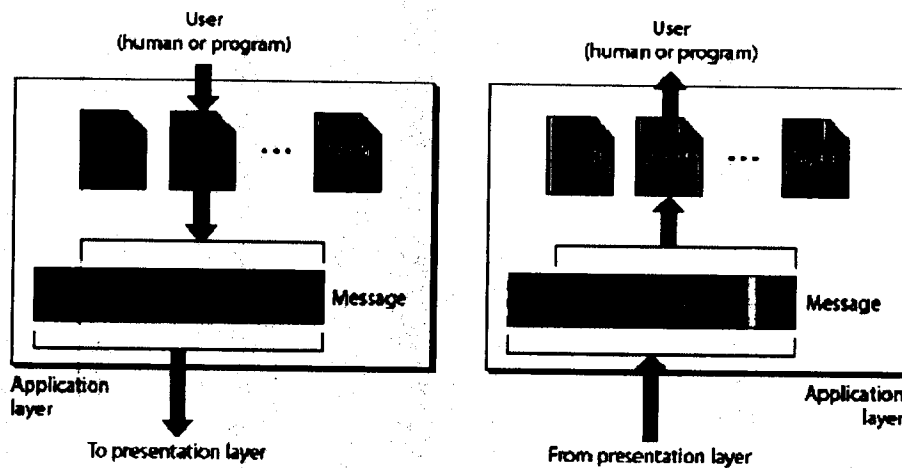 User
(human or program)
Message
Application
layer
To presentation layer
User
(human or program)
Message
Application
layer
From presentation layer